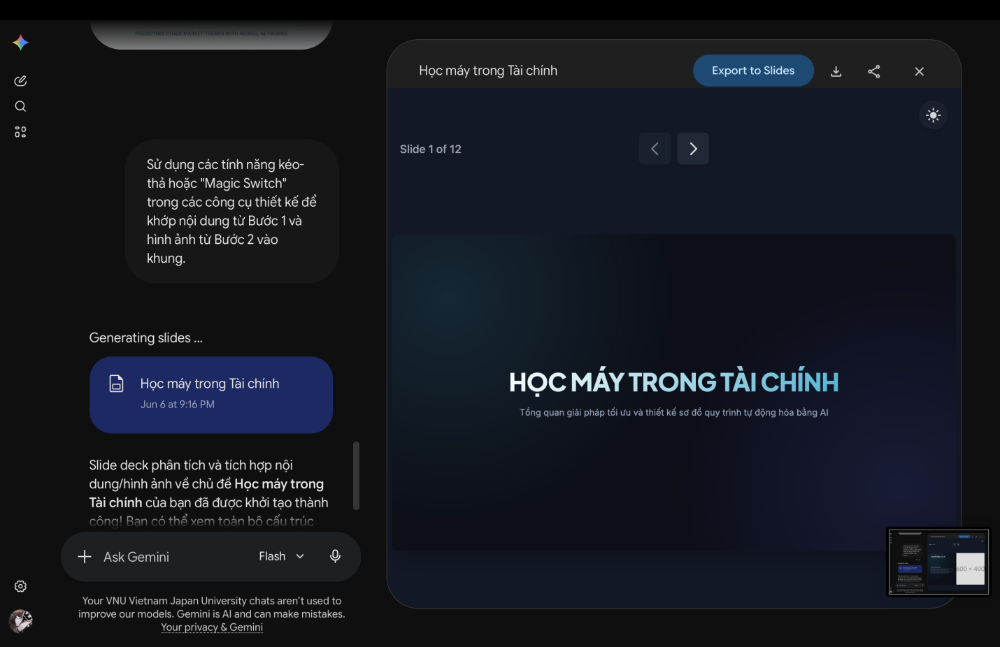 PREDICTING STOCK MARKET TRENDS WITH NEURAL NETWORKS
Sử dụng các tính năng kéo-
thả hoặc "Magic Switch"
trong các công cụ thiết kế để
khớp nội dung từ Bước 1 và
hình ảnh từ Bước 2 vào
khung.
Generating slides ...
Học máy trong Tài chính
Jun 6 at 9:16 PM
Slide deck phân tích và tích hợp nội
dung/hình ảnh về chủ đề Học máy trong
Tài chính của bạn đã được khởi tạo thành
công! Bạn có thể xem toàn bộ cấu trúc
Ask Gemini
Flash
Your VNU Vietnam Japan University chats aren't used to
improve our models. Gemini is AI and can make mistakes.
Your privacy & Gemini
Học máy trong Tài chính
Export to Slides
Slide 1 of 12
HỌC MÁY TRONG TÀI CHÍNH
Tổng quan giải pháp tối ưu và thiết kế sơ đồ quy trình tự động hóa bằng AI
600 × 400